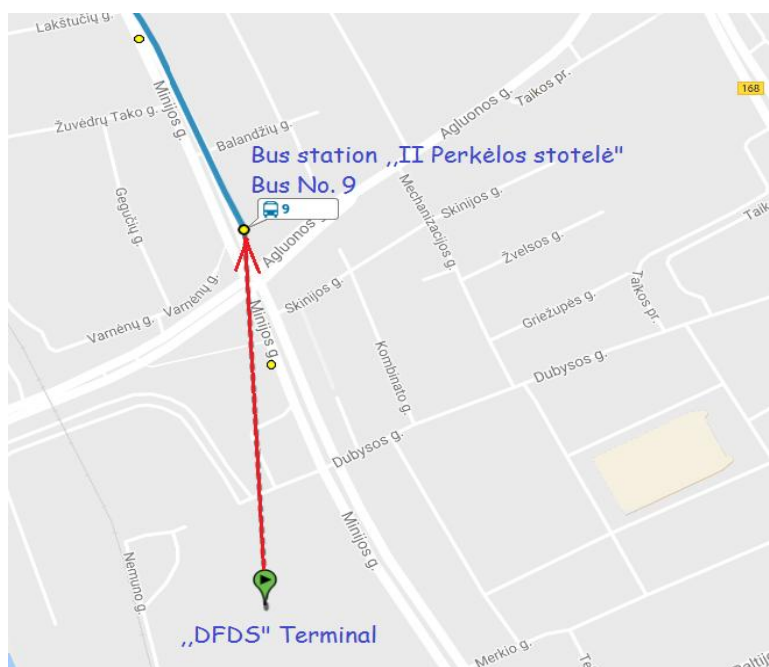 Lakštučių g.
Minijos g.
168
Taikos pr.
Agluonos g.
Žuvėdrų Tako g.
Balandžių g.
Bus station ,,II Perkėlos stotelė"
Bus No. 9
9
Mechanizacijos g.
Skinijos g.
Gegučių g.
Agluonos g.
Žvelsos g.
Varnėnų g.
Varnėnų g.
Skinijos g.
Taikos pr.
Griežupės g.
Minijos g.
Kombinato g.
Dubysos g.
Dubysos g.
Minijos g.
Nemuno g.
,,DFDS" Terminal
Merkio g.